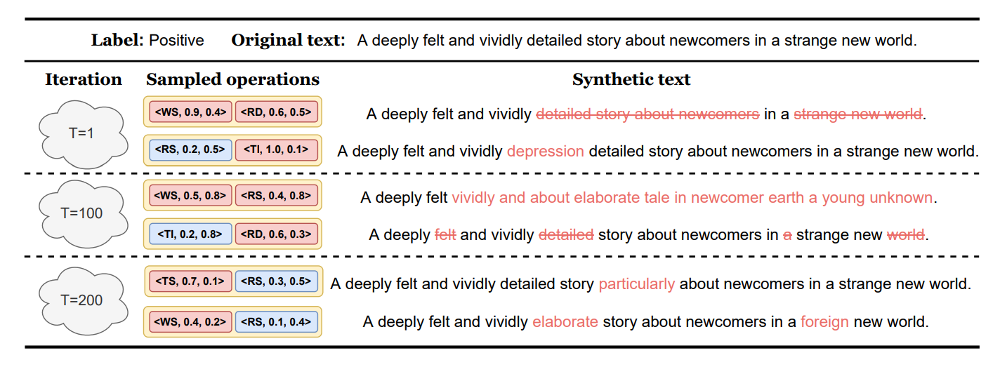 Label: Positive Original text: A deeply felt and vividly detailed story about newcomers in a strange new world.
Iteration Sampled operations Synthetic text
T=1
<WS, 0.9, 0.4> <RD, 0.6, 0.5> A deeply felt and vividly detailed story about newcomers in a strange new world.
<RS, 0.2, 0.5> <TI, 1.0, 0.1> A deeply felt and vividly depression detailed story about newcomers in a strange new world.
T=100
<WS, 0.5, 0.8> <RS, 0.4, 0.8> A deeply felt vividly and about elaborate tale in newcomer earth a young unknown.
<TI, 0.2, 0.8> <RD, 0.6, 0.3> A deeply felt and vividly detailed story about newcomers in a strange new world.
T=200
<TS, 0.7, 0.1> <RS, 0.3, 0.5> A deeply felt and vividly detailed story particularly about newcomers in a strange new world.
<WS, 0.4, 0.2> <RS, 0.1, 0.4> A deeply felt and vividly elaborate story about newcomers in a foreign new world.